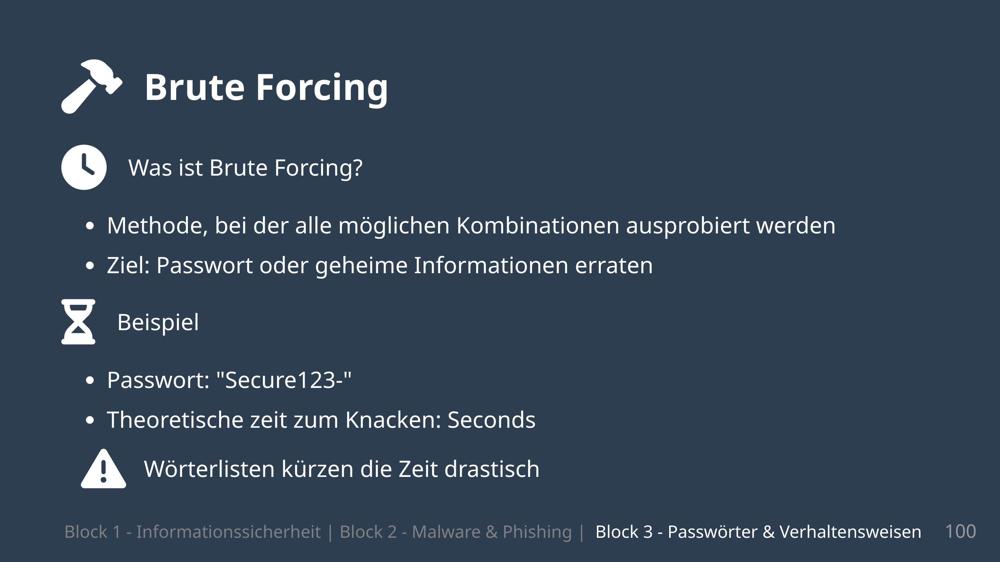 Brute Forcing
Was ist Brute Forcing?
• Methode, bei der alle möglichen Kombinationen ausprobiert werden
• Ziel: Passwort oder geheime Informationen erraten
Beispiel
• Passwort: "Secure123-"
• Theoretische zeit zum Knacken: Seconds
Wörterlisten kürzen die Zeit drastisch
Block 1 - Informationssicherheit | Block 2 - Malware & Phishing | Block 3 - Passwörter & Verhaltensweisen 100